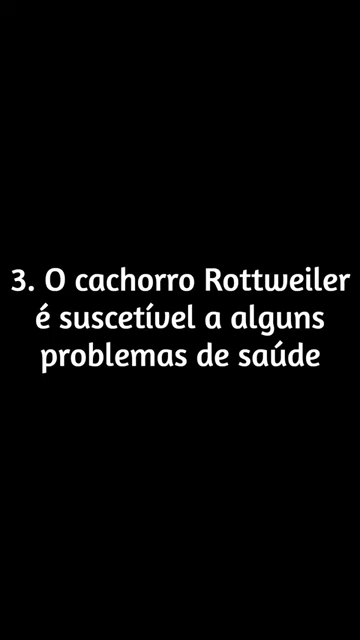 3. O cachorro Rottweiler
é suscetível a alguns
problemas de saúde